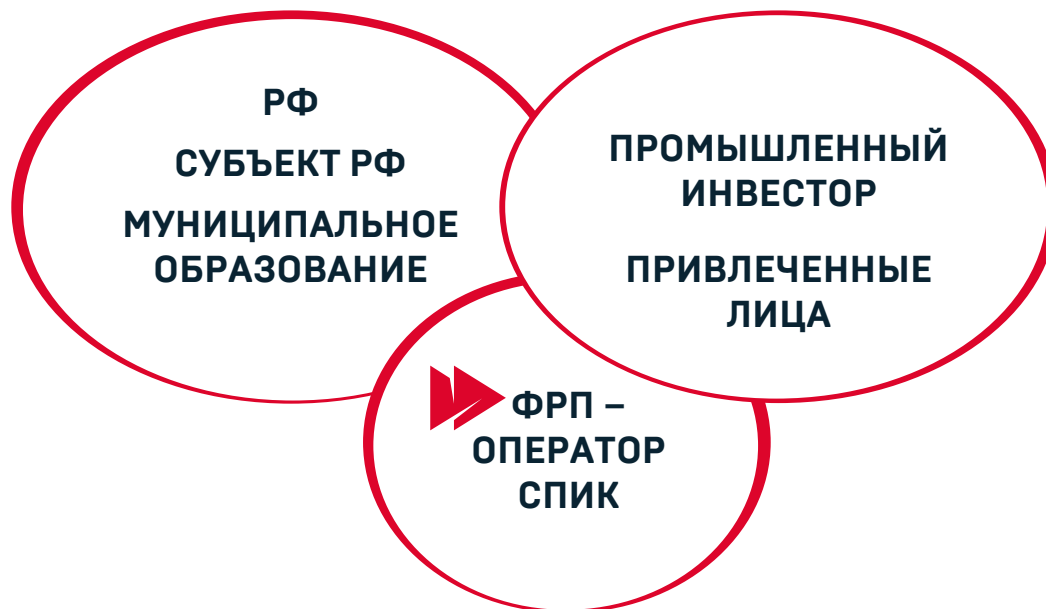 РФ
СУБЪЕКТ РФ
МУНИЦИПАЛЬНОЕ
ОБРАЗОВАНИЕ
ПРОМЫШЛЕННЫЙ
ИНВЕСТОР
ПРИВЛЕЧЕННЫЕ
ЛИЦА
ФРП –
ОПЕРАТОР
СПИК